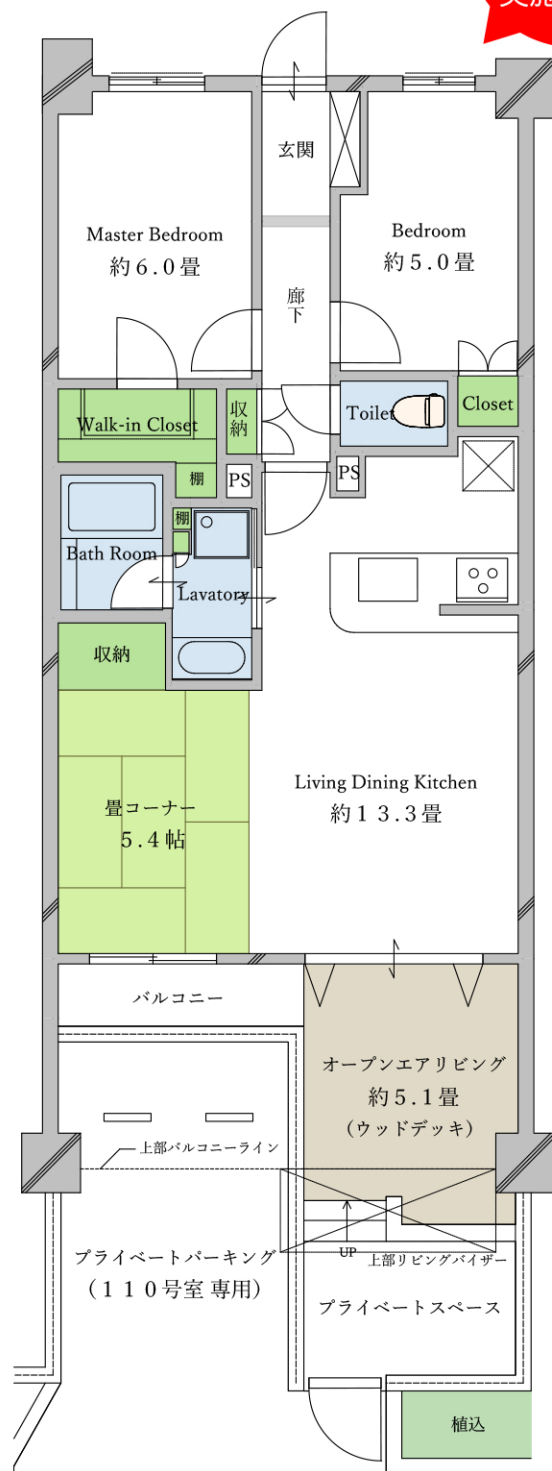 実施
玄関
Master Bedroom
約6.0畳
Bedroom
約5.0畳
廊下
収納
Toilet
Closet
Walk-in Closet
棚
PS
PS
棚
Bath Room
Lavatory
収納
Living Dining Kitchen
約13.3畳
畳コーナー
5.4帖
バルコニー
オープンエアリビング
約5.1畳
(ウッドデッキ)
上部バルコニーライン
プライベートパーキング
(110号室 専用)
UP
上部リビングバイザー
プライベートスペース
植込